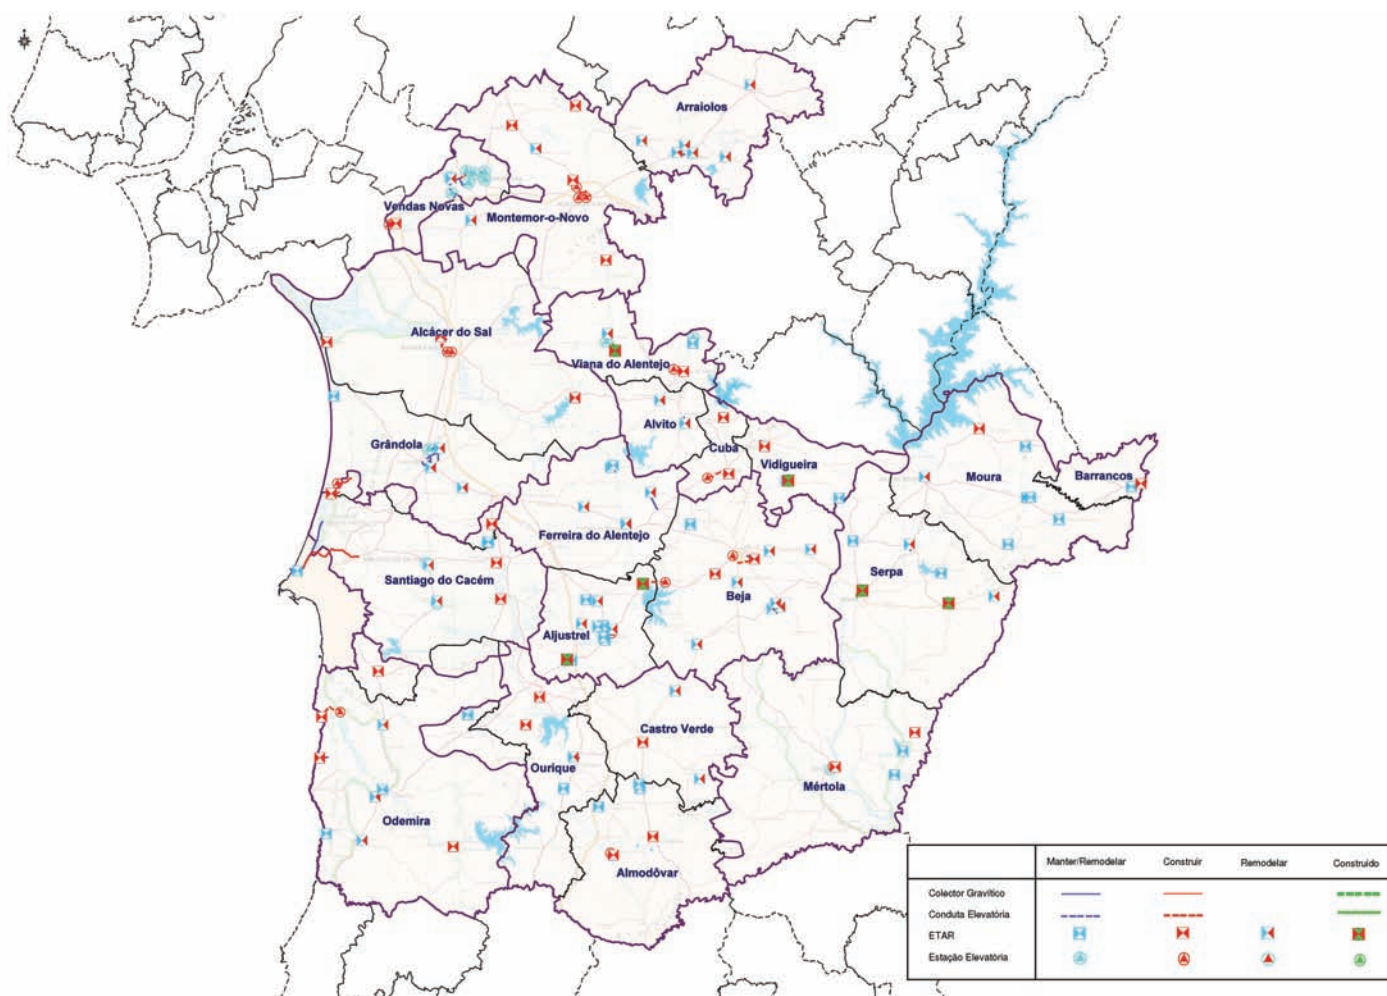 Arraiolos
Vendas Novas
Montemor-o-Novo
Alcácer do Sal
Viana do Alentejo
Alvito
Cuba
Grândola
Vidigueira
Moura
Barrancos
Ferreira do Alentejo
Santiago do Cacém
Serpa
Beja
Aljustrel
Castro Verde
Ourique
Mértola
Odemira
Almodôvar
Manter/Remodelar Construir Remodelar Construido
Colector Gravítico
Conduta Elevatória
ETAR
Estação Elevatória